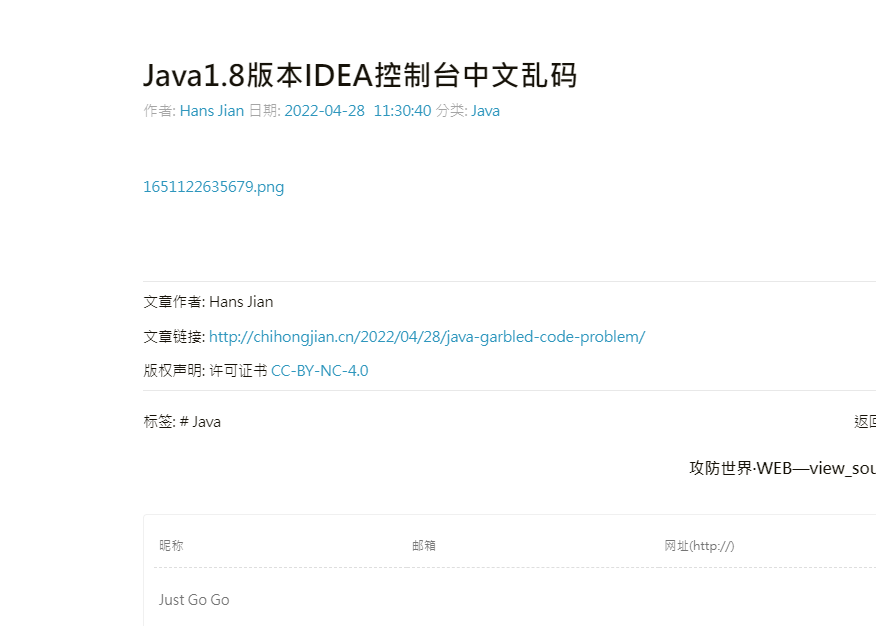 Java1.8版本IDEA控制台中文乱码
作者: Hans Jian 日期: 2022-04-28 11:30:40 分类: Java
1651122635679.png
文章作者: Hans Jian
文章链接: http://chihongjian.cn/2022/04/28/java-garbled-code-problem/
版权声明: 许可证书 CC-BY-NC-4.0
标签: # Java 返回
攻防世界·WEB—view_sou
昵称 邮箱 网址(http://)
Just Go Go